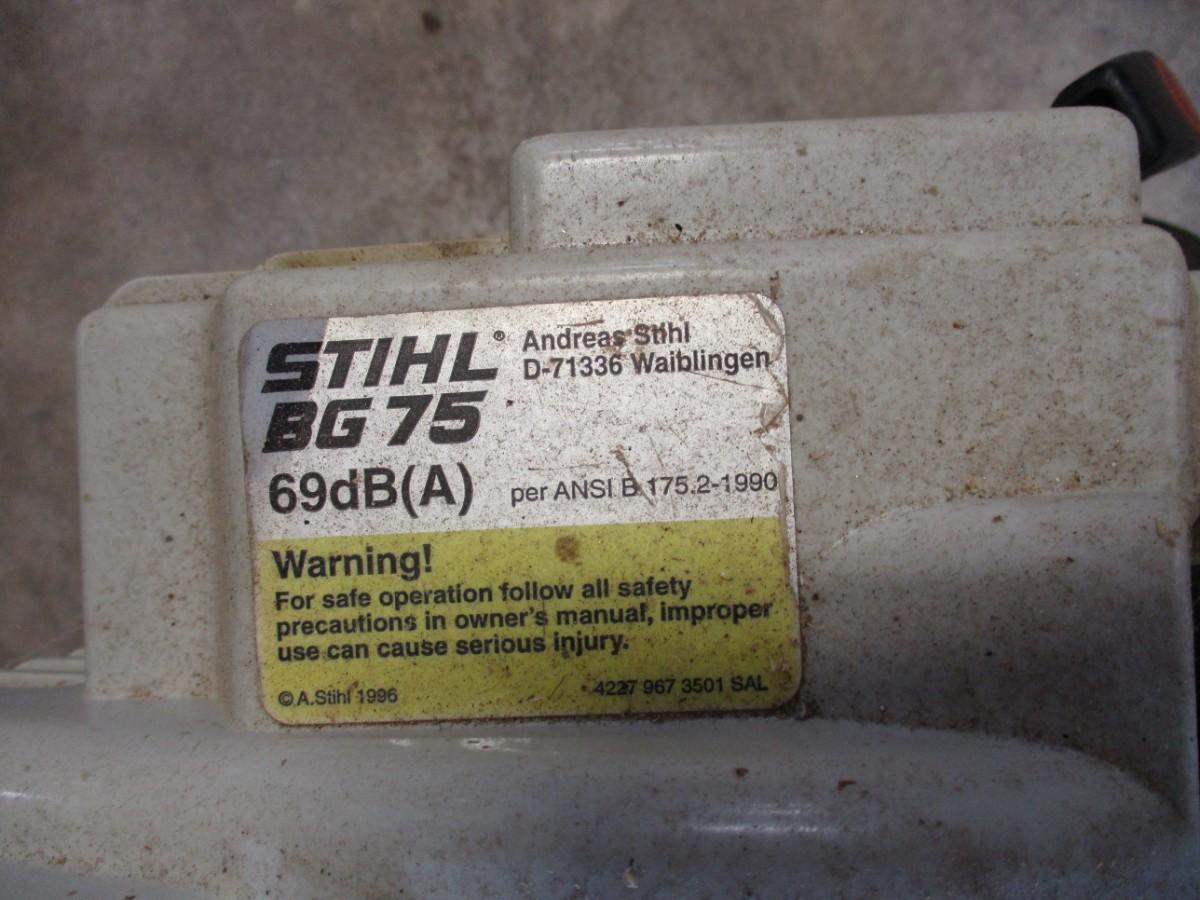 STIHL®
BG 75
Andreas Stihl
D-71336 Waiblingen
69dB(A)
per ANSI B 175.2-1990
Warning!
For safe operation follow all safety
precautions in owner's manual, improper
use can cause serious injury.
© A.Stihl 1996
4227 967 3501 SAL